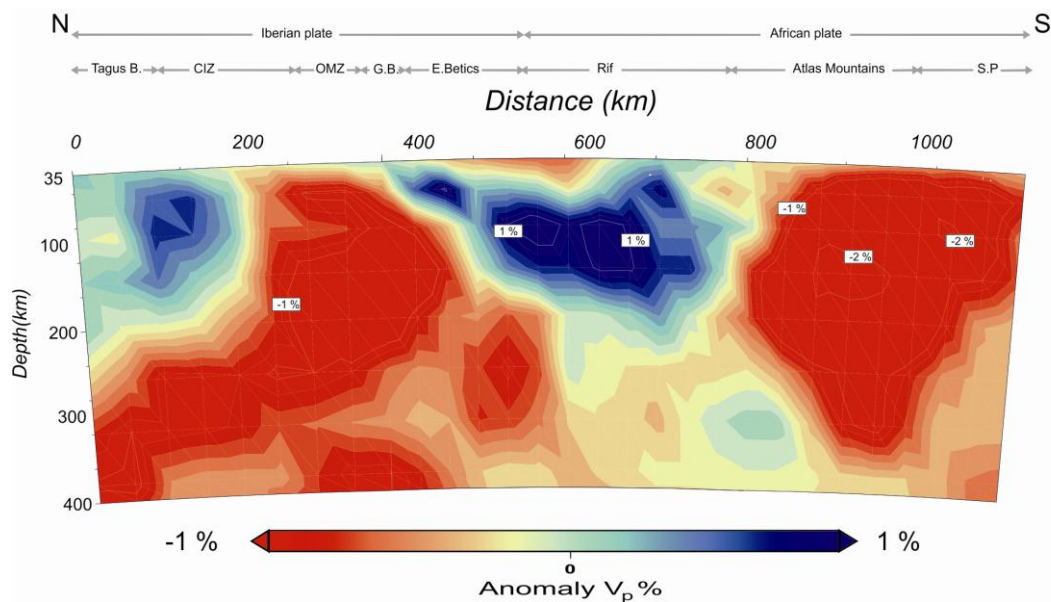 N S
Iberian plate African plate
Tagus B. CIZ OMZ G.B. E.Betics Rif Atlas Mountains S.P
Distance (km)
0 200 400 600 800 1000
35
100
200
300
400
Depth(km)
-1 %
1 %
1 %
-1 %
-2 %
-2 %
-1 % 1 %
0
Anomaly Vp%